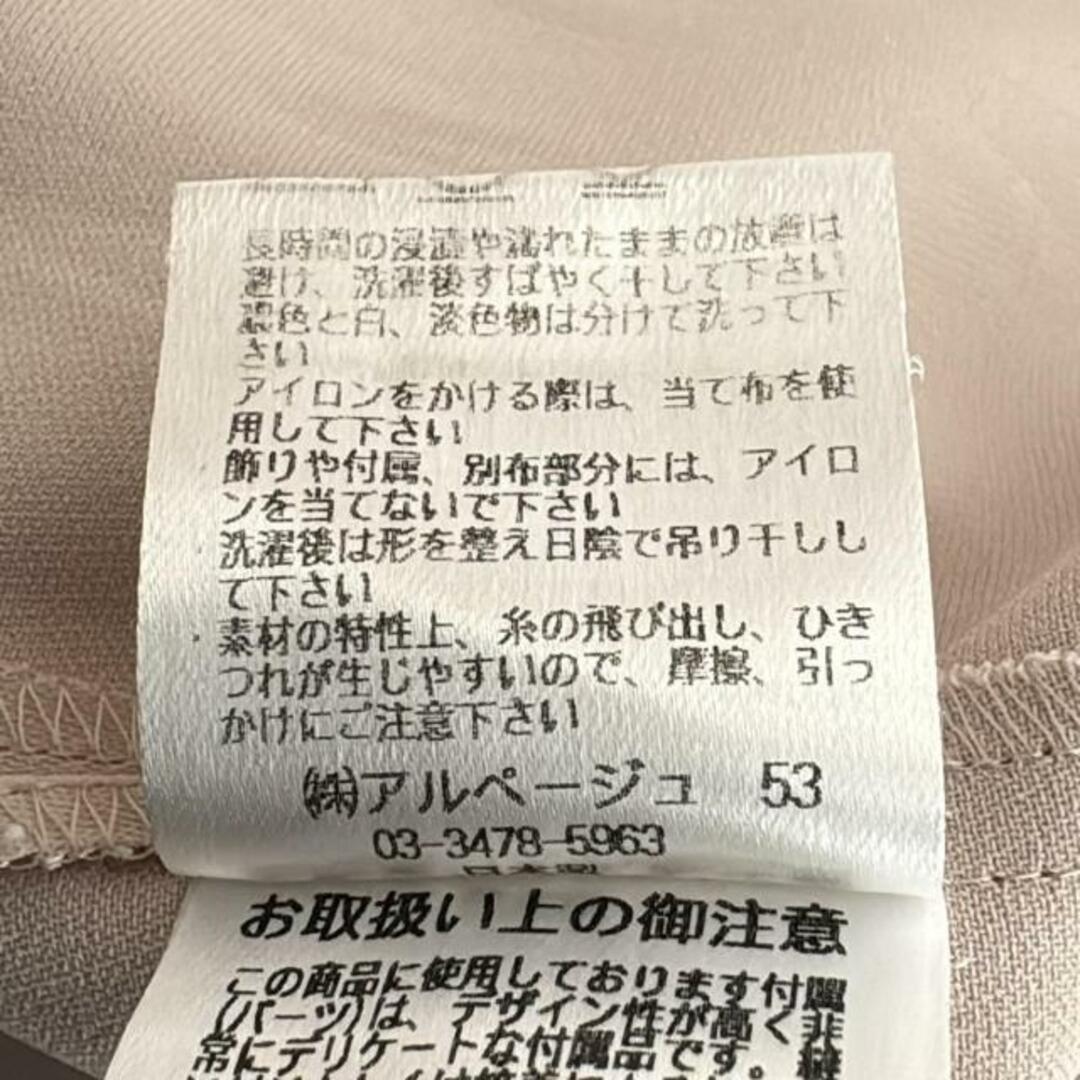 長時間の浸漬や濡れたままの放置は
避け、洗濯後すばやく干して下さい
濃色と白、淡色物は分けて洗って下
さい
アイロンをかける際は、当て布を使
用して下さい
飾りや付属、別布部分には、アイロ
ンを当てないで下さい
洗濯後は形を整え日陰で吊り干しし
て下さい
素材の特性上、糸の飛び出し、ひき
つれが生じやすいので、摩擦、引っ
かけにご注意下さい
㈱アルページュ 53
03-3478-5963
日本製
お取扱い上の御注意
この商品に使用しております付属
(パーツ)は、デザイン性が高く非
常にデリケートな付属品です。